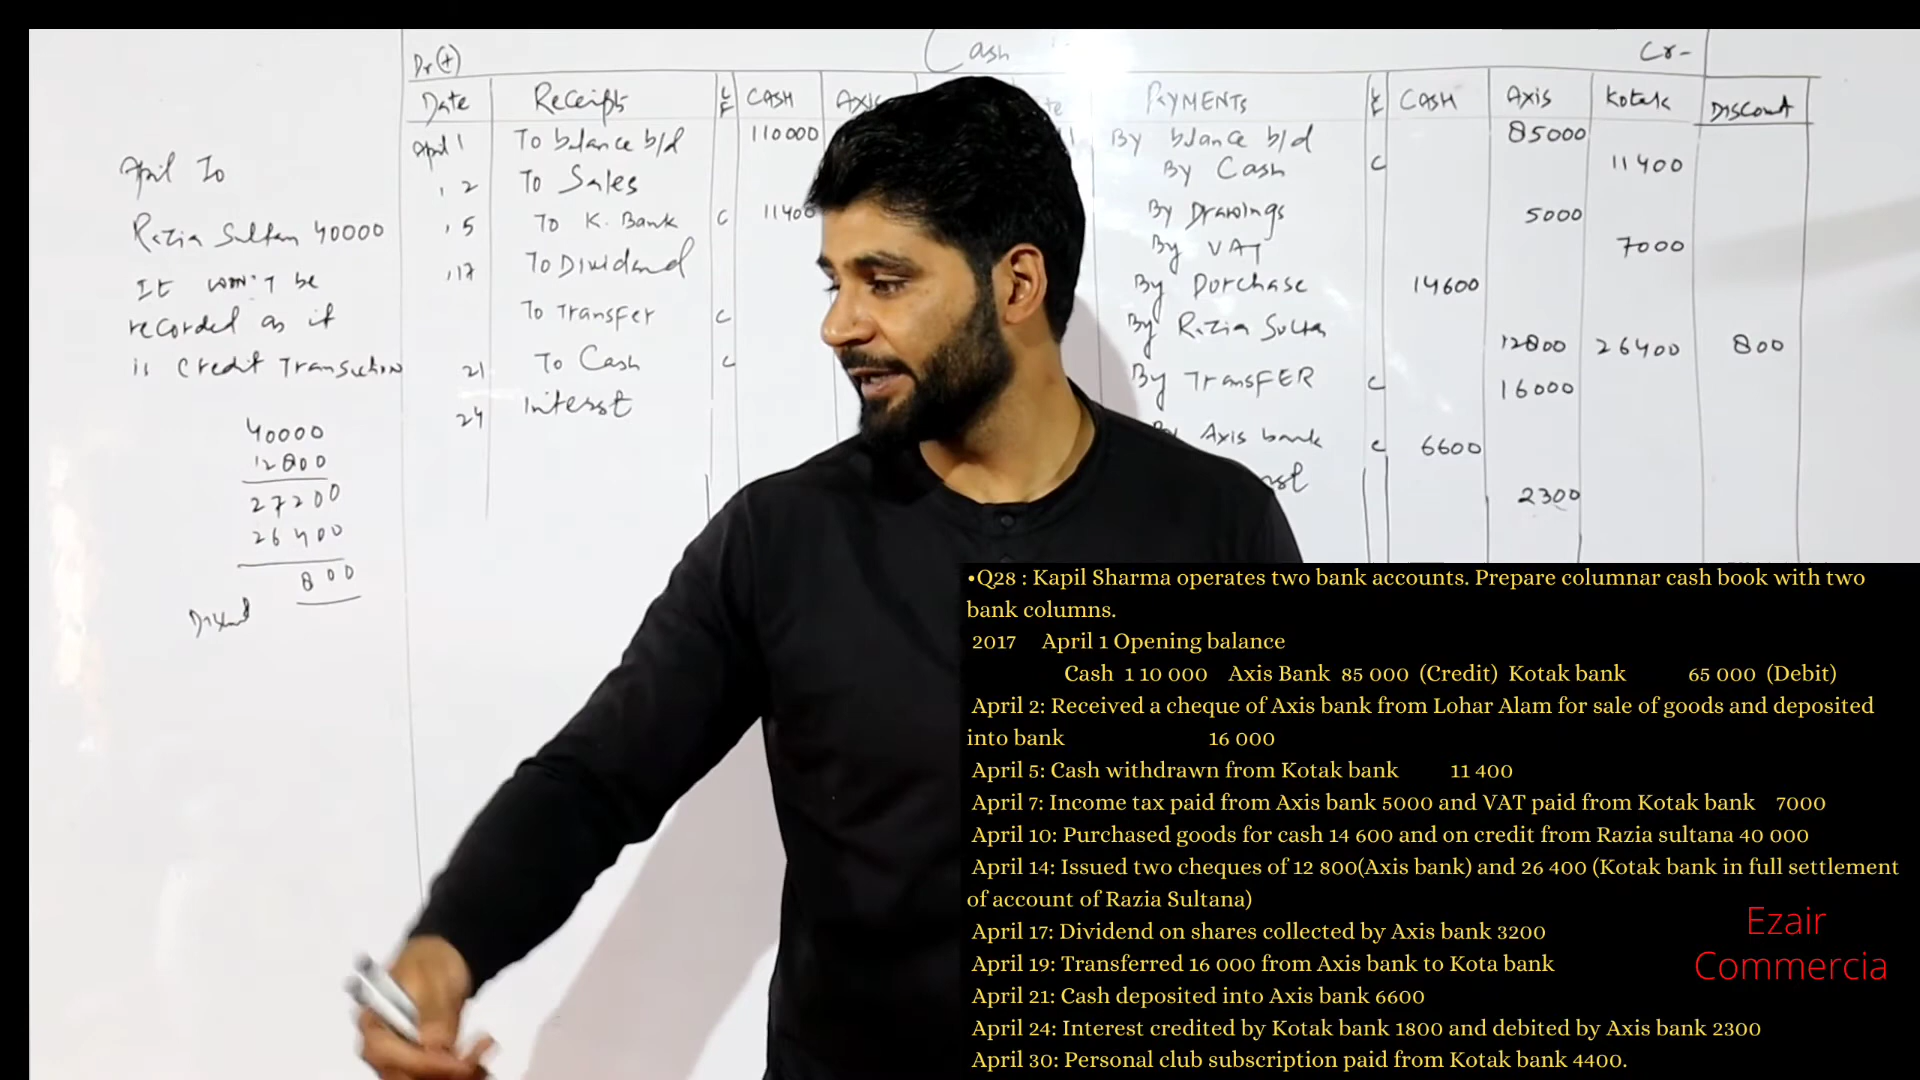 Cash
Dr(+)
Cr-
Date Receipts LF CASH AXIS PAYMENTS LF CASH AXIS Kotak DISCOUNT
April 1 To balance b/d 110000 By blance b/d 85000
, 2 To Sales By Cash C 11400
, 5 To K. Bank C 11400 By Drawings 5000
,17 To Dividend By VAT 7000
To Transfer C By Purchase 14600
21 To Cash C By Razia Sulta 12800 26400 800
24 Interst By TransFER C 16000
Axis bank C 6600
2300
April 10
Razia Sultan 40000
It won't be
recorded as it
is Credit Transaction
40000
12800
27200
26400
800
•Q28 : Kapil Sharma operates two bank accounts. Prepare columnar cash book with two
bank columns.
2017 April 1 Opening balance
Cash 1 10 000 Axis Bank 85 000 (Credit) Kotak bank 65 000 (Debit)
April 2: Received a cheque of Axis bank from Lohar Alam for sale of goods and deposited
into bank 16 000
April 5: Cash withdrawn from Kotak bank 11 400
April 7: Income tax paid from Axis bank 5000 and VAT paid from Kotak bank 7000
April 10: Purchased goods for cash 14 600 and on credit from Razia sultana 40 000
April 14: Issued two cheques of 12 800(Axis bank) and 26 400 (Kotak bank in full settlement
of account of Razia Sultana)
April 17: Dividend on shares collected by Axis bank 3200
April 19: Transferred 16 000 from Axis bank to Kota bank
April 21: Cash deposited into Axis bank 6600
April 24: Interest credited by Kotak bank 1800 and debited by Axis bank 2300
April 30: Personal club subscription paid from Kotak bank 4400.
Ezair
Commercia